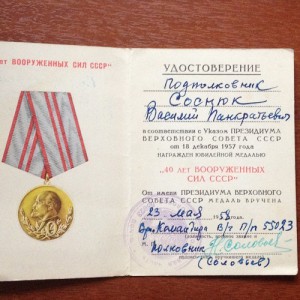 лет ВООРУЖЕННЫХ СИЛ СССР"
УДОСТОВЕРЕНИЕ
Подполковник
Соснюк
Василий Панкратьевич
в соответствии с Указом ПРЕЗИДИУМА
ВЕРХОВНОГО СОВЕТА СССР
от 18 декабря 1957 года
НАГРАЖДЕН ЮБИЛЕЙНОЙ МЕДАЛЬЮ
"40 ЛЕТ ВООРУЖЕННЫХ
СИЛ СССР"
От имени ПРЕЗИДИУМА ВЕРХОВНОГО
СОВЕТА СССР МЕДАЛЬ ВРУЧЕНА
23 мая 1958 года
Командира В/ч П/п 55023
Полковник
(Соловьев)
40